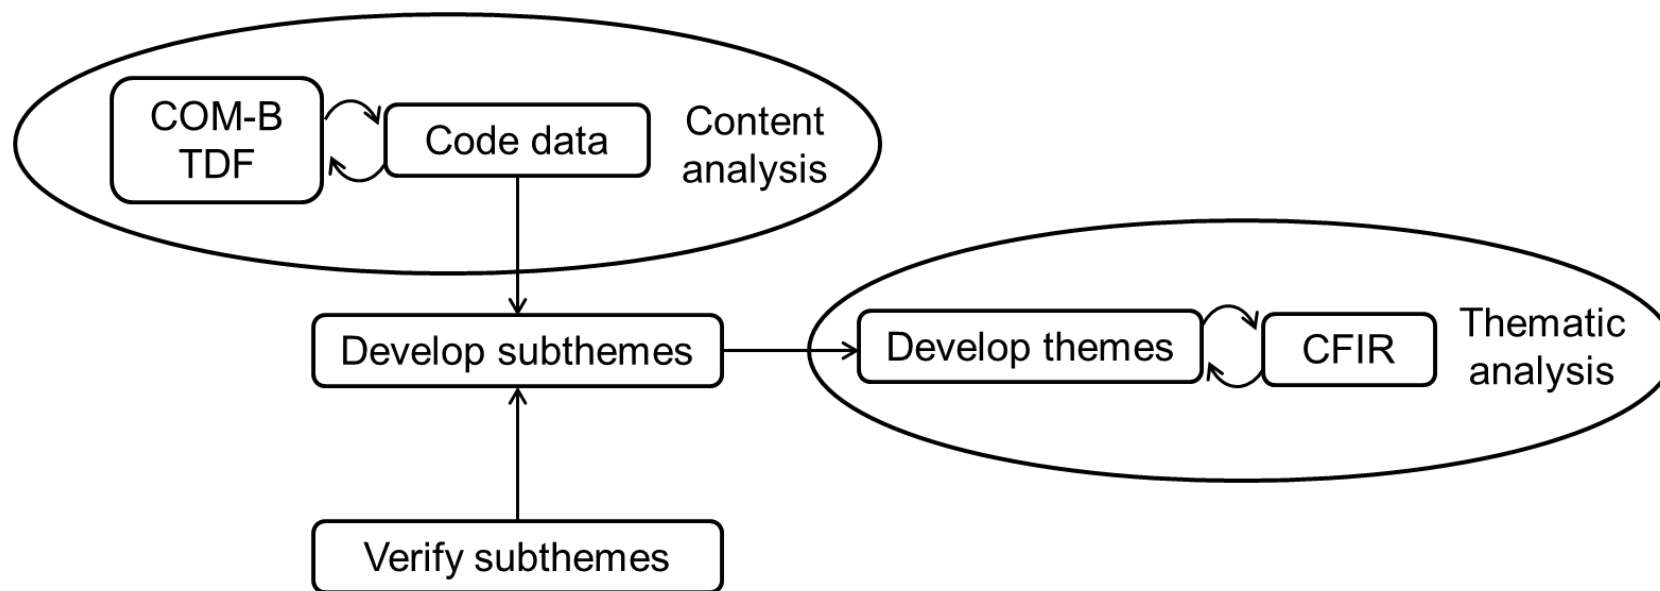 COM-B
TDF
Code data
Content
analysis
Develop subthemes
Develop themes
CFIR
Thematic
analysis
Verify subthemes